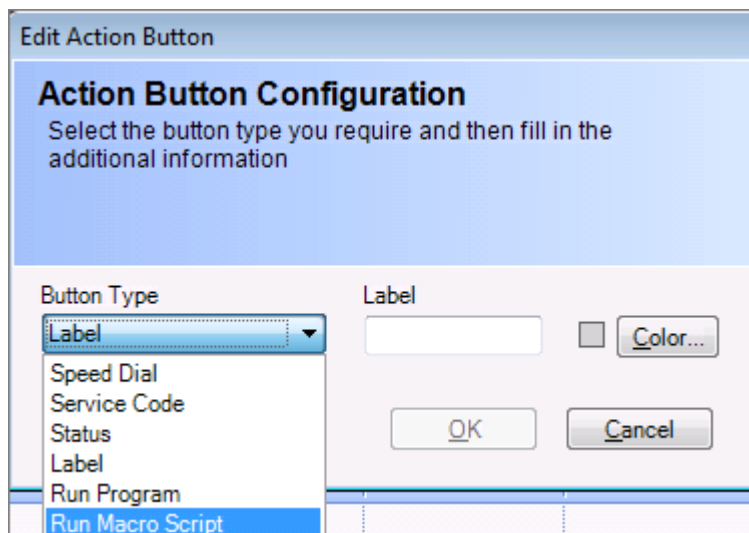 Edit Action Button
Action Button Configuration
Select the button type you require and then fill in the
additional information
Button Type
Label
Label
Color...
Speed Dial
Service Code
Status
Label
Run Program
Run Macro Script
OK
Cancel